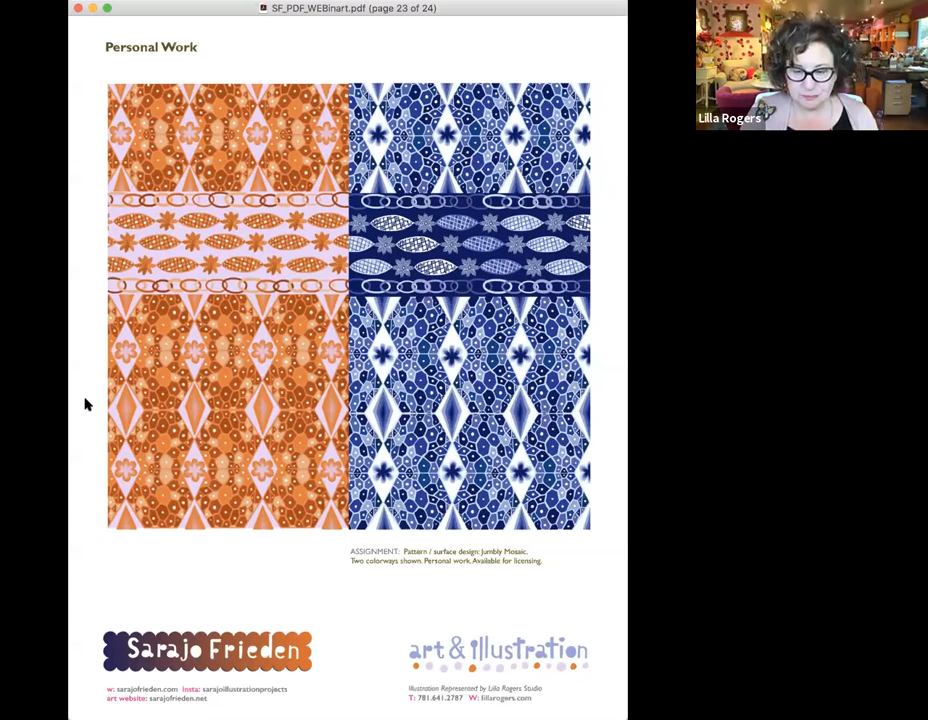 SF_PDF_WEBinart.pdf (page 23 of 24)
Personal Work
Lilla Rogers
ASSIGNMENT: Pattern / surface design: Jumbly Mosaic.
Two colorways shown. Personal work. Available for licensing.
Sarajo Frieden
art & illustration
w: sarajofrieden.com Insta: sarajoillustrationprojects
art website: sarajofrieden.net
Illustration Represented by Lilla Rogers Studio
T: 781.641.2787 W: lillarogers.com